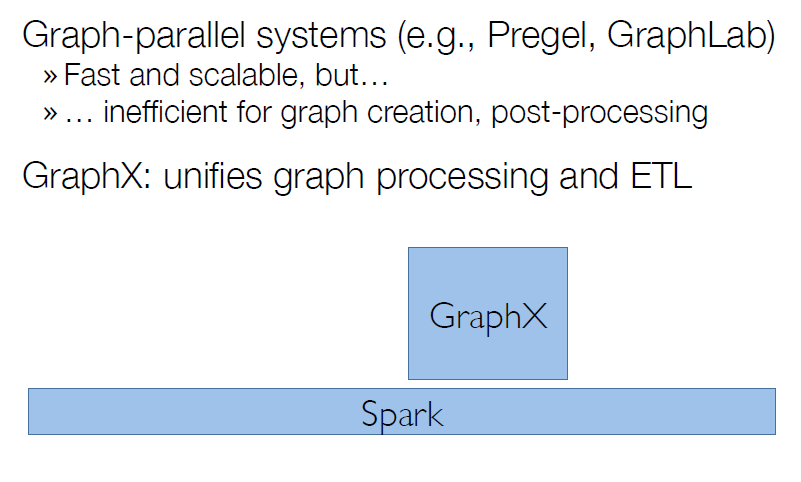 Graph-parallel systems (e.g., Pregel, GraphLab)
» Fast and scalable, but…
» … inefficient for graph creation, post-processing
GraphX: unifies graph processing and ETL
GraphX
Spark